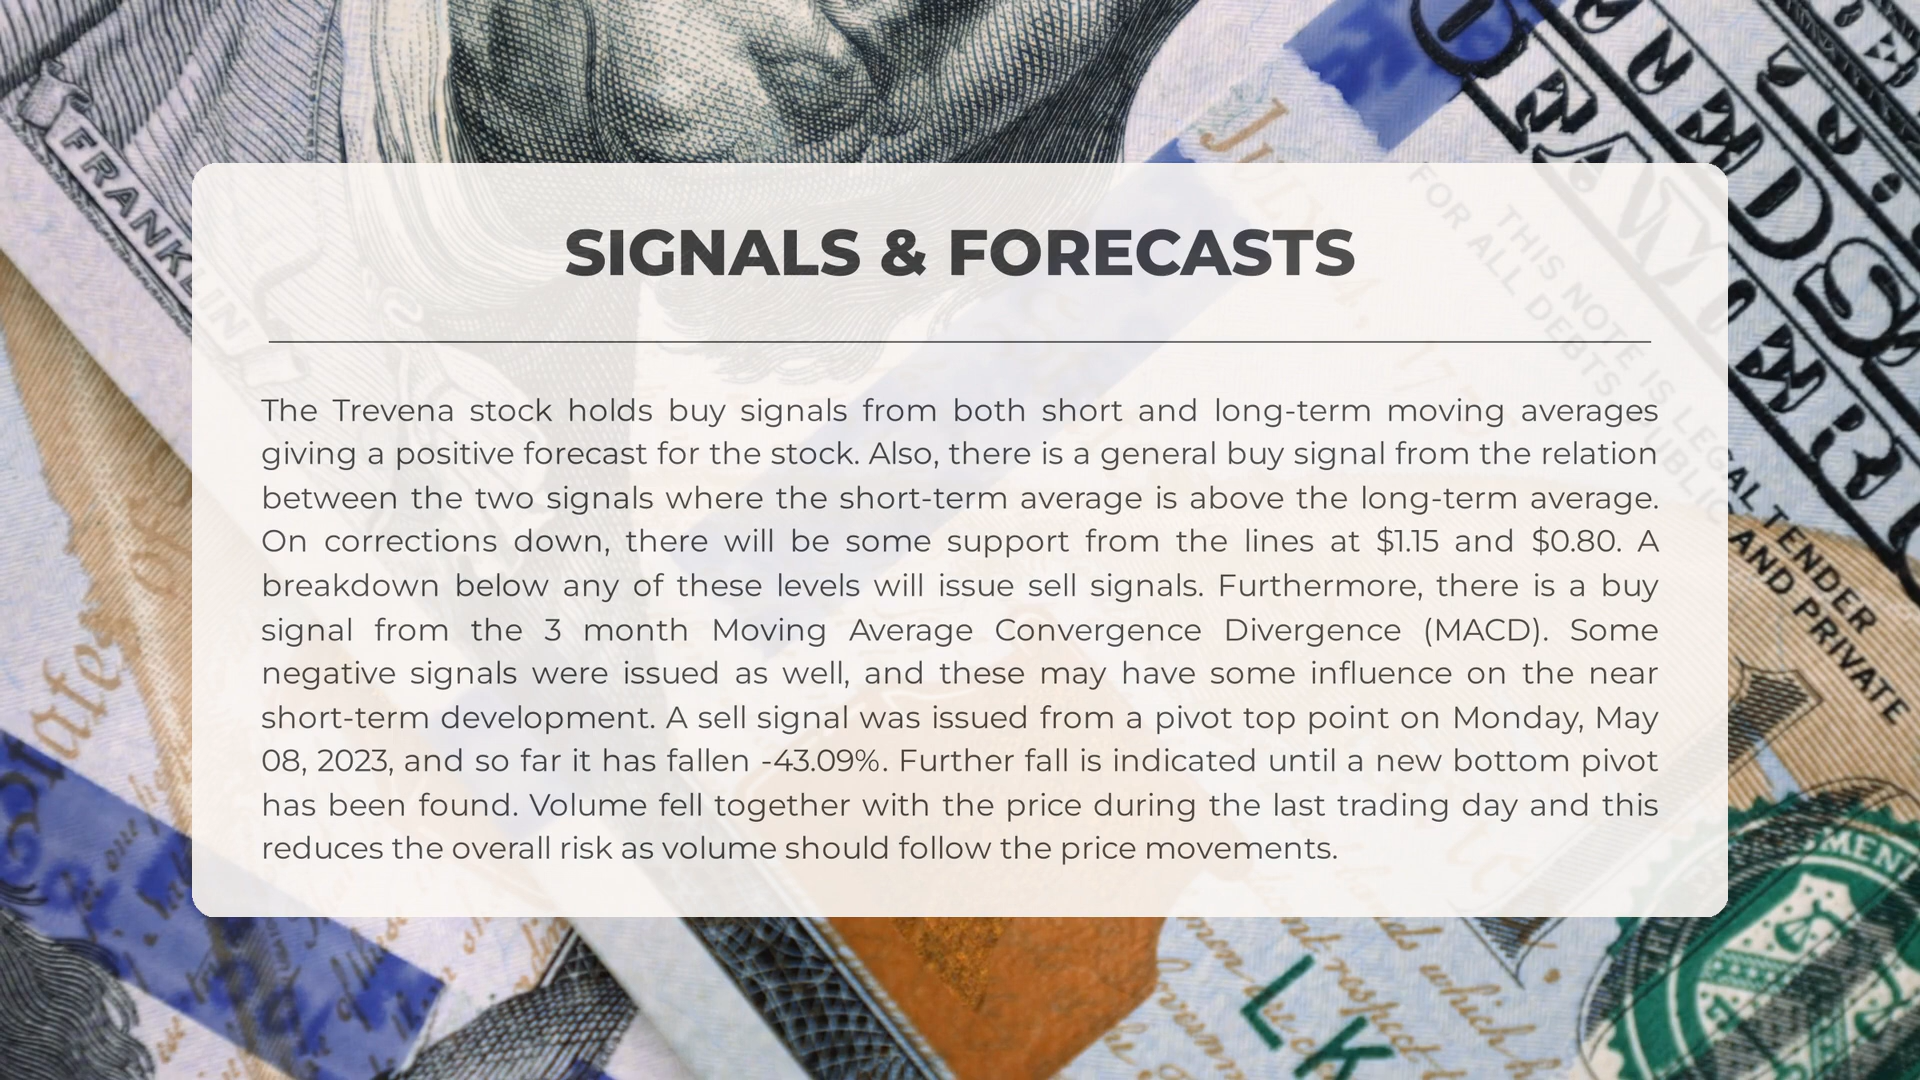 FRANKLIN
JULY 4, 177
THIS NOTE IS LEGAL TENDER
FOR ALL DEBTS, PUBLIC AND PRIVATE
SIGNALS & FORECASTS
The Trevena stock holds buy signals from both short and long-term moving averages
giving a positive forecast for the stock. Also, there is a general buy signal from the relation
between the two signals where the short-term average is above the long-term average.
On corrections down, there will be some support from the lines at $1.15 and $0.80. A
breakdown below any of these levels will issue sell signals. Furthermore, there is a buy
signal from the 3 month Moving Average Convergence Divergence (MACD). Some
negative signals were issued as well, and these may have some influence on the near
short-term development. A sell signal was issued from a pivot top point on Monday, May
08, 2023, and so far it has fallen -43.09%. Further fall is indicated until a new bottom pivot
has been found. Volume fell together with the price during the last trading day and this
reduces the overall risk as volume should follow the price movements.
L K